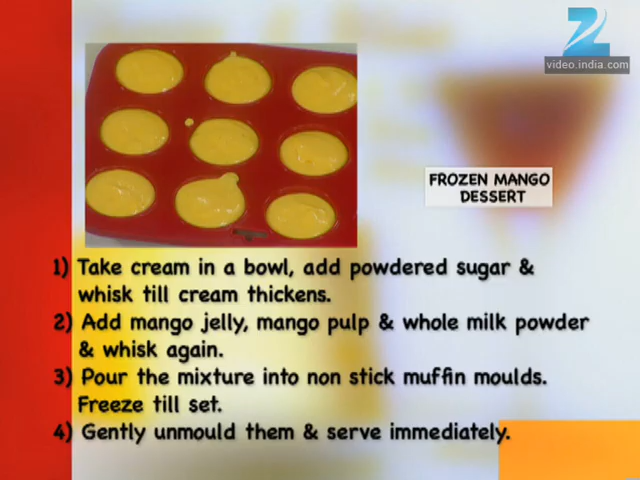 video.india.com
FROZEN MANGO
DESSERT
1) Take cream in a bowl, add powdered sugar &
whisk till cream thickens.
2) Add mango jelly, mango pulp & whole milk powder
& whisk again.
3) Pour the mixture into non stick muffin moulds.
Freeze till set.
4) Gently unmould them & serve immediately.